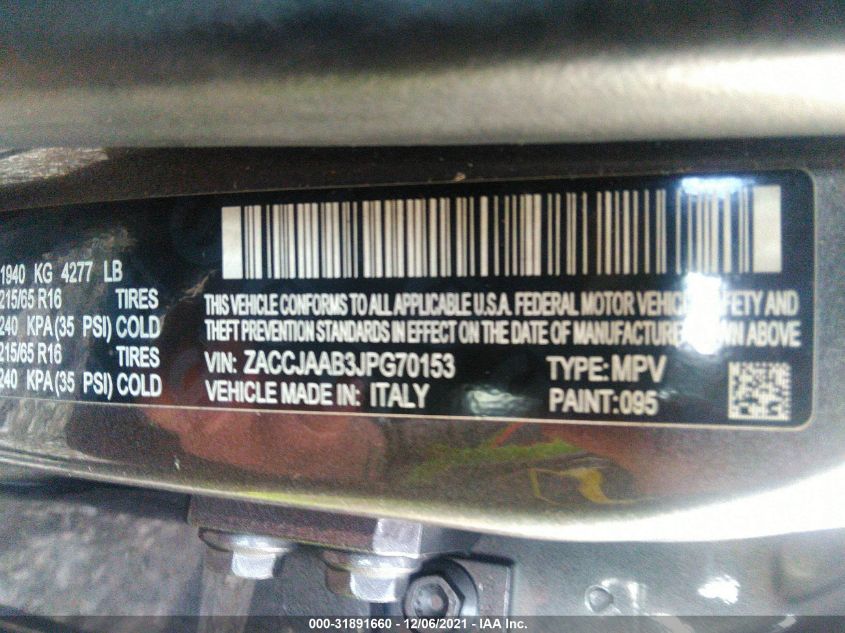 1940 KG 4277 LB
215/65 R16 TIRES
240 KPA (35 PSI) COLD
215/65 R16 TIRES
240 KPA (35 PSI) COLD
THIS VEHICLE CONFORMS TO ALL APPLICABLE U.S.A. FEDERAL MOTOR VEHICLE SAFETY AND
THEFT PREVENTION STANDARDS IN EFFECT ON THE DATE OF MANUFACTURE SHOWN ABOVE
VIN: ZACCJAAB3JPG70153 TYPE: MPV
VEHICLE MADE IN: ITALY PAINT: 095
000-31891660 - 12/06/2021 - IAA Inc.